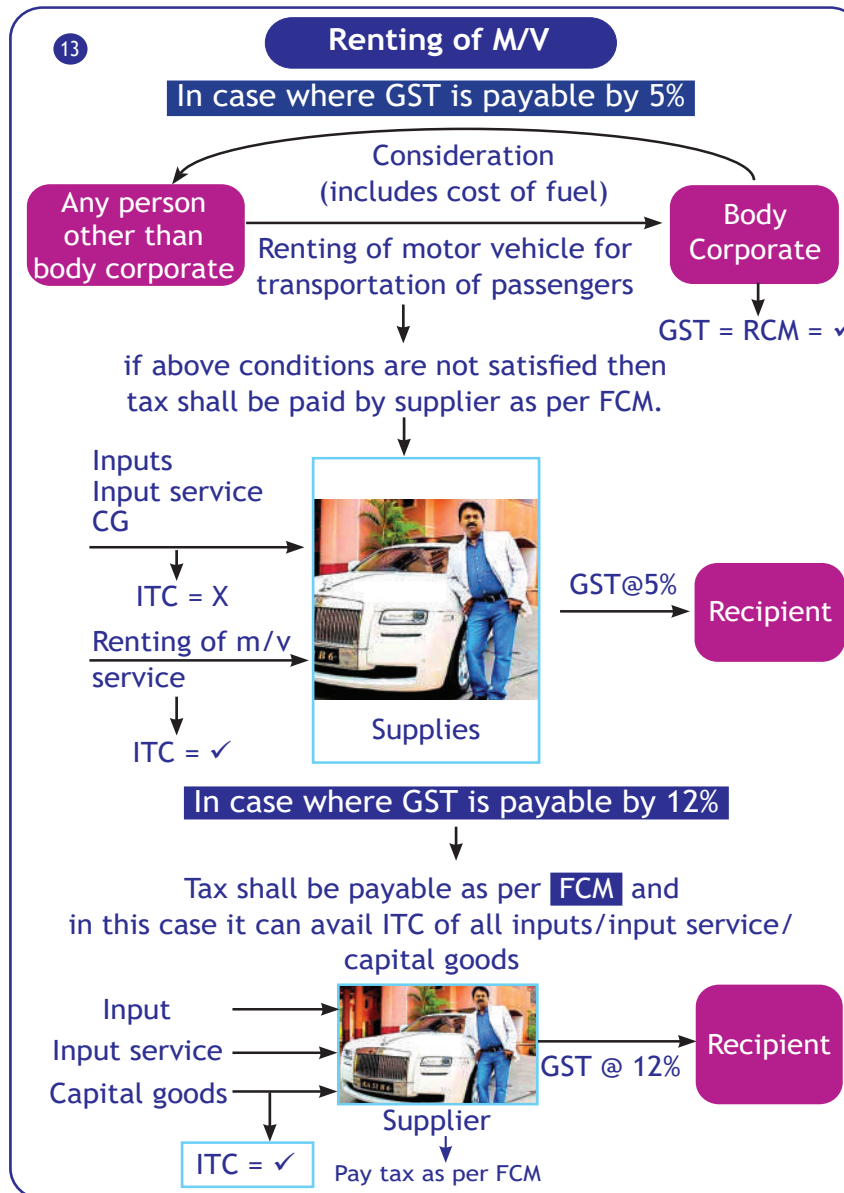 13
Renting of M/V
In case where GST is payable by 5%
Consideration
(includes cost of fuel)
Any person
other than
body corporate
Body
Corporate
Renting of motor vehicle for
transportation of passengers
GST = RCM = ✓
if above conditions are not satisfied then
tax shall be paid by supplier as per FCM.
Inputs
Input service
CG
ITC = X
Renting of m/v
service
ITC = ✓
B 6
Supplies
GST@5%
Recipient
In case where GST is payable by 12%
Tax shall be payable as per FCM and
in this case it can avail ITC of all inputs/input service/
capital goods
Input
Input service
Capital goods
ITC = ✓
KA 51 B 6
Supplier
Pay tax as per FCM
GST @ 12%
Recipient